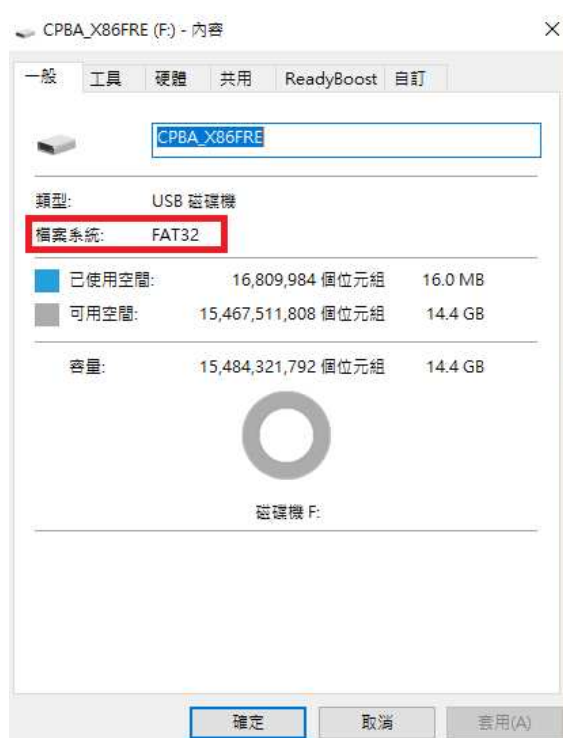 CPBA_X86FRE (F:) - 內容
一般 工具 硬體 共用 ReadyBoost 自訂
CPBA_X86FRE
類型: USB 磁碟機
檔案系統: FAT32
已使用空間: 16,809,984 個位元組 16.0 MB
可用空間: 15,467,511,808 個位元組 14.4 GB
容量: 15,484,321,792 個位元組 14.4 GB
磁碟機 F:
確定 取消 套用(A)